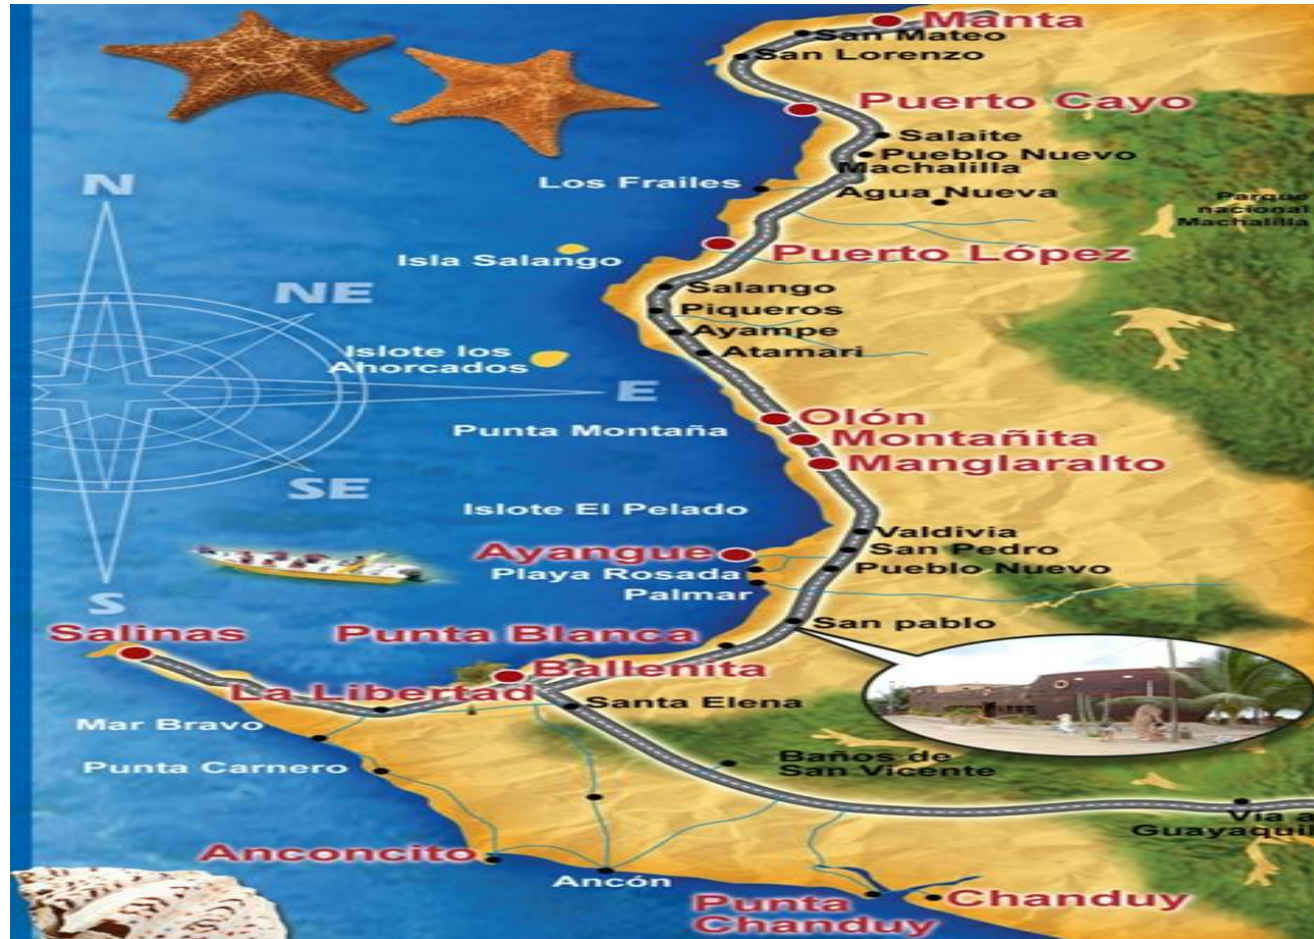 Manta
San Mateo
San Lorenzo
Puerto Cayo
Salaite
Pueblo Nuevo
Machalilla
Los Frailes
Agua Nueva
Parque
nacional
Machalilla
N
Isla Salango
Puerto López
NE
Salango
Piqueros
Ayampe
Islote los
Ahorcados
Atamari
E
Olón
Punta Montaña
Montañita
Manglaralto
SE
Islote El Pelado
Valdivia
Ayangue
San Pedro
Playa Rosada
Pueblo Nuevo
Palmar
S
San pablo
Salinas
Punta Blanca
Ballenita
La Libertad
Santa Elena
Mar Bravo
Baños de
San Vicente
Punta Carnero
Via a
Guayaquil
Anconcito
Ancón
Punta
Chanduy
Chanduy